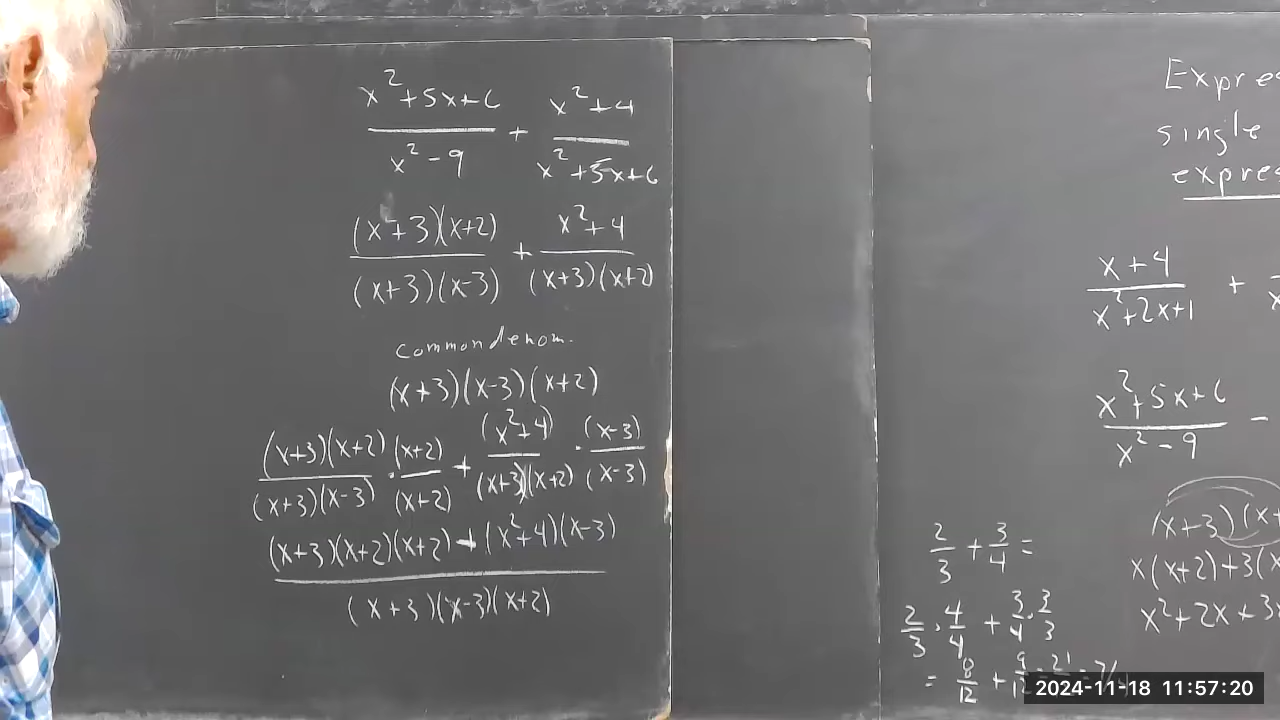 x²+5x+6 / x²-9 + x²+4 / x²+5x+6
(x+3)(x+2) / (x+3)(x-3) + x²+4 / (x+3)(x+2)
common denom.
(x+3)(x-3)(x+2)
(x+3)(x+2) / (x+3)(x-3) · (x+2) / (x+2) + (x²+4) / (x+3)(x+2) · (x-3) / (x-3)
(x+3)(x+2)(x+2) + (x²+4)(x-3) / (x+3)(x-3)(x+2)
Expre
single
expre
x+4 / x²+2x+1 +
x²+5x+6 / x²-9 -
(x+3)(x+
x(x+2)+3(x
x²+2x+3
2/3 + 3/4 =
2/3 · 4/4 + 3/4 · 3/3
= 8/12 + 9/12
2024-11-18 11:57:20